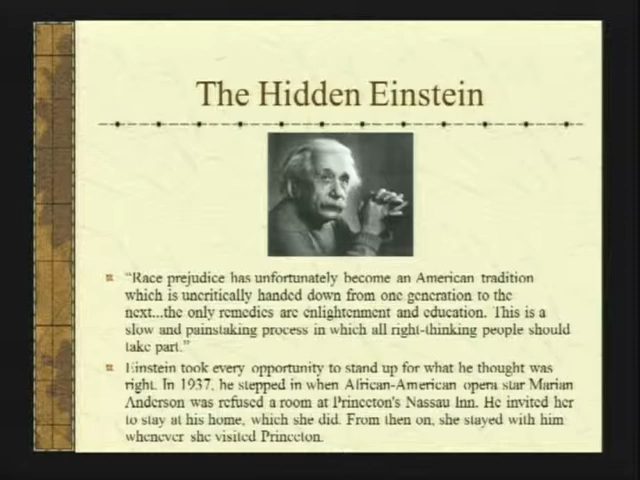 The Hidden Einstein
“Race prejudice has unfortunately become an American tradition
which is uncritically handed down from one generation to the
next...the only remedies are enlightenment and education. This is a
slow and painstaking process in which all right-thinking people should
take part.”
Einstein took every opportunity to stand up for what he thought was
right. In 1937, he stepped in when African-American opera star Marian
Anderson was refused a room at Princeton's Nassau Inn. He invited her
to stay at his home, which she did. From then on, she stayed with him
whenever she visited Princeton.